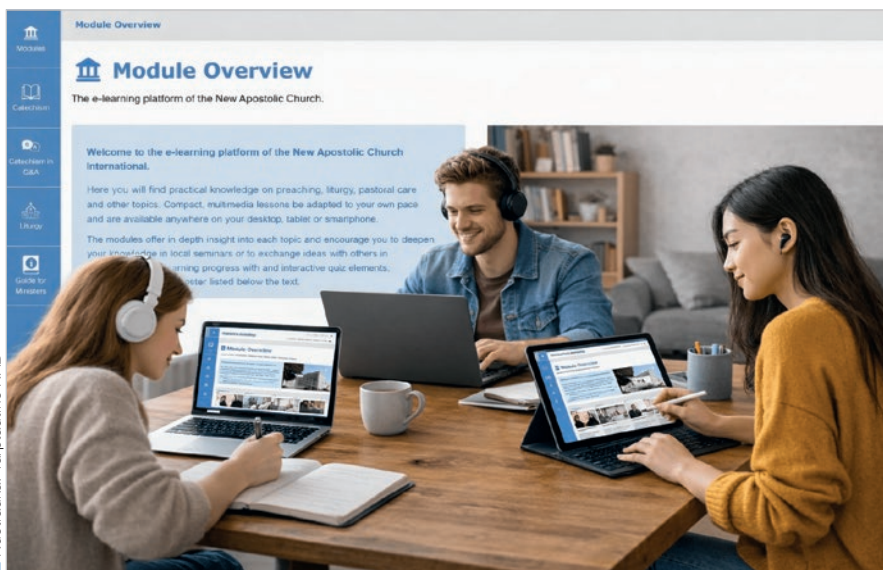 Module Overview
Modules
Module Overview
The e-learning platform of the New Apostolic Church.
Catechism
Catechism in
Q&A
Liturgy
Guide for
Ministers
Welcome to the e-learning platform of the New Apostolic Church
International.
Here you will find practical knowledge on preaching, liturgy, pastoral care
and other topics. Compact, multimedia lessons be adapted to your own pace
and are available anywhere on your desktop, tablet or smartphone.
The modules offer in depth insight into each topic and encourage you to deepen
your knowledge in local seminars or to exchange ideas with others in
arning progress with and interactive quiz elements.
ster listed below the text.
Module Overview
Module Overview